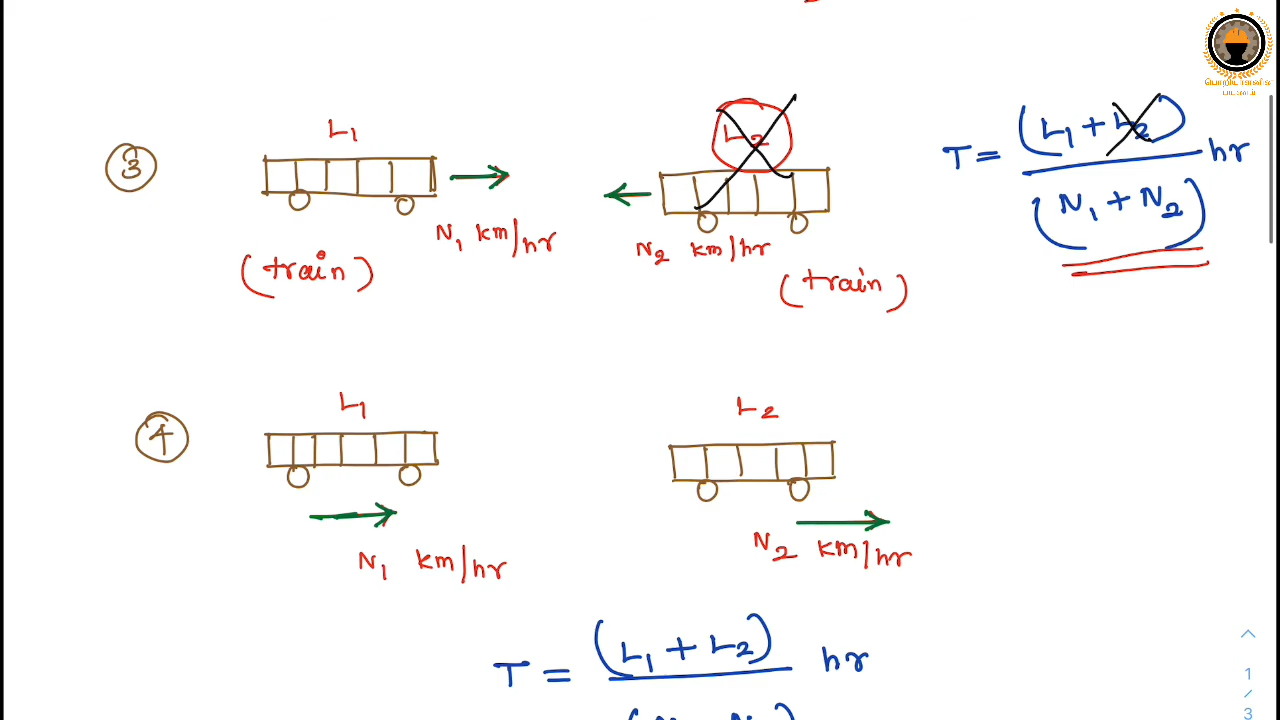 3
L1
L2
T = (L1 + L2) hr
(N1 + N2)
N1 km/hr
N2 km/hr
(train)
(train)
4
L1
L2
N1 km/hr
N2 km/hr
T = (L1 + L2) hr
1
/
3